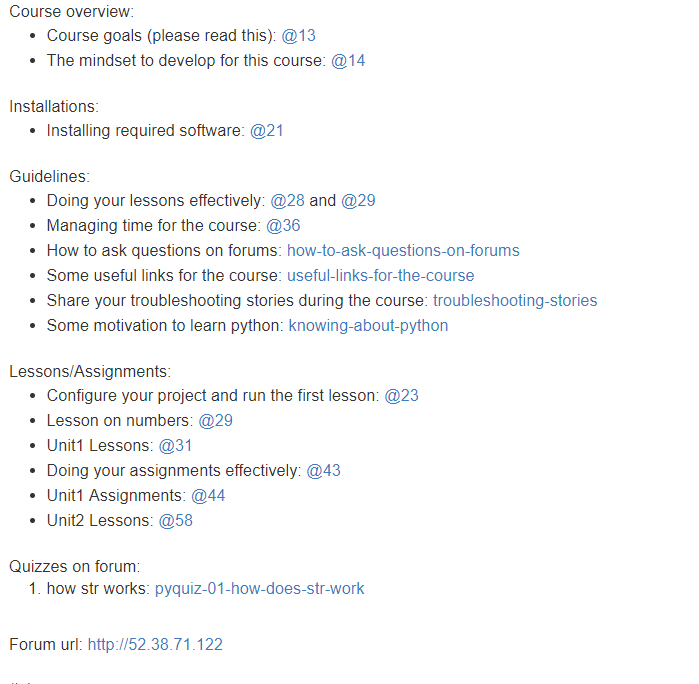 Course overview:
• Course goals (please read this): @13
• The mindset to develop for this course: @14
Installations:
• Installing required software: @21
Guidelines:
• Doing your lessons effectively: @28 and @29
• Managing time for the course: @36
• How to ask questions on forums: how-to-ask-questions-on-forums
• Some useful links for the course: useful-links-for-the-course
• Share your troubleshooting stories during the course: troubleshooting-stories
• Some motivation to learn python: knowing-about-python
Lessons/Assignments:
• Configure your project and run the first lesson: @23
• Lesson on numbers: @29
• Unit1 Lessons: @31
• Doing your assignments effectively: @43
• Unit1 Assignments: @44
• Unit2 Lessons: @58
Quizzes on forum:
1. how str works: pyquiz-01-how-does-str-work
Forum url: http://52.38.71.122